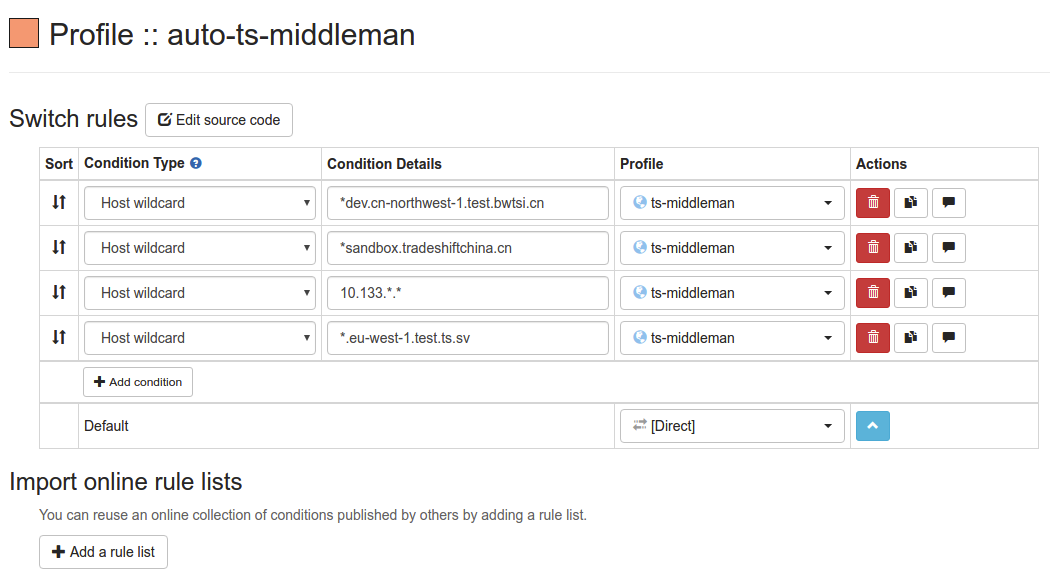 Profile :: auto-ts-middleman
Switch rules Edit source code
Sort Condition Type Condition Details Profile Actions
Host wildcard *dev.cn-northwest-1.test.bwtsi.cn ts-middleman
Host wildcard *sandbox.tradeshiftchina.cn ts-middleman
Host wildcard 10.133.*.* ts-middleman
Host wildcard *.eu-west-1.test.ts.sv ts-middleman
Add condition
Default [Direct]
Import online rule lists
You can reuse an online collection of conditions published by others by adding a rule list.
Add a rule list